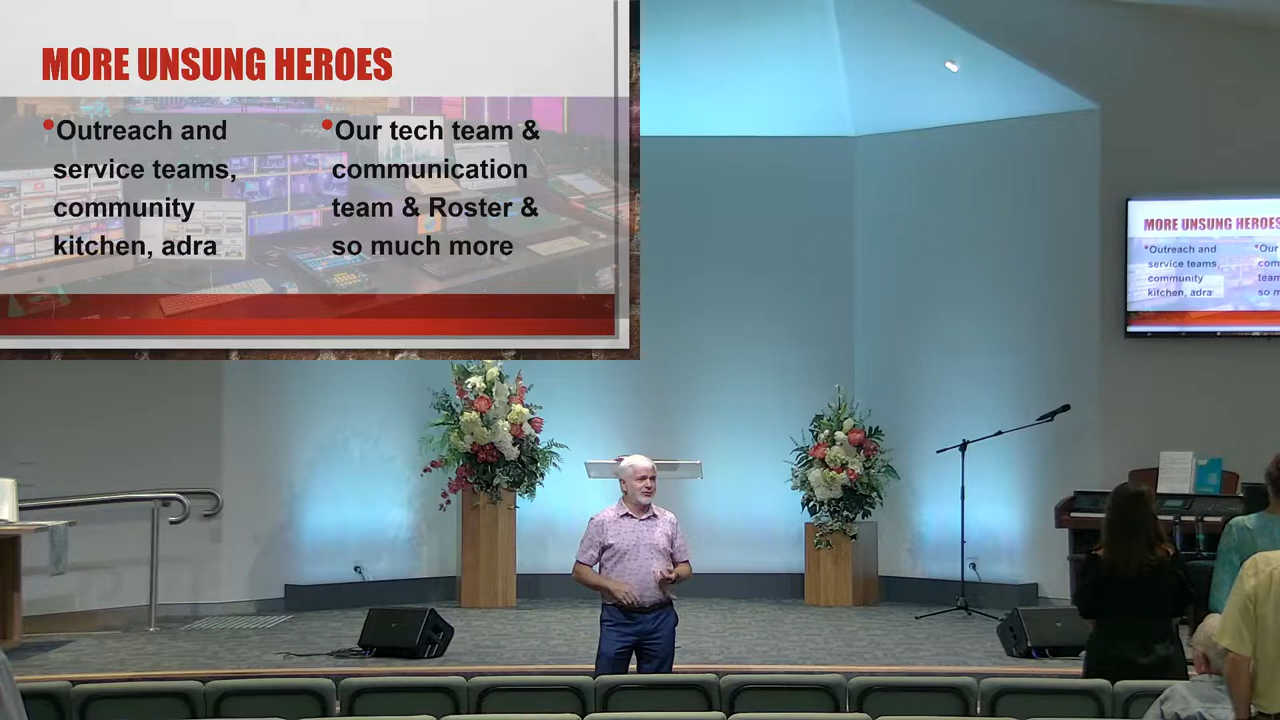 MORE UNSUNG HEROES
•Outreach and
service teams,
community
kitchen, adra
•Our tech team &
communication
team & Roster &
so much more
MORE UNSUNG HEROES
•Outreach and
service teams,
community
kitchen, adra
•Our